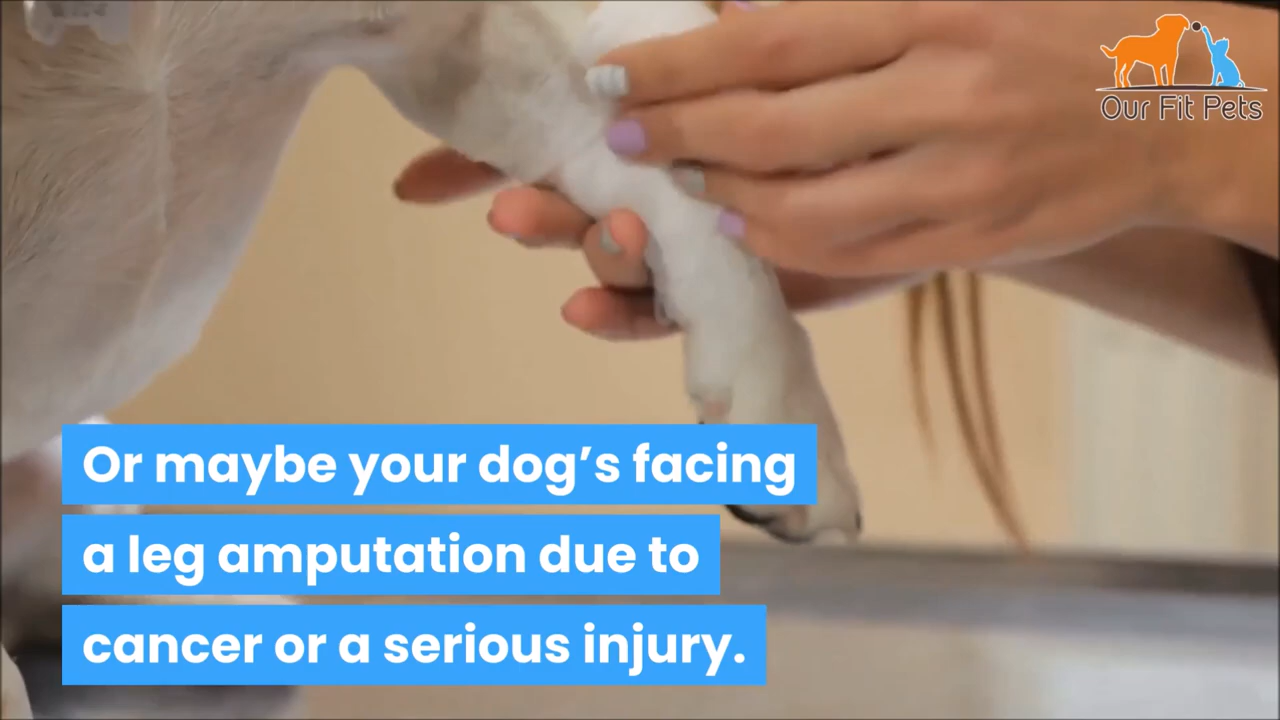 Our Fit Pets
Or maybe your dog’s facing
a leg amputation due to
cancer or a serious injury.